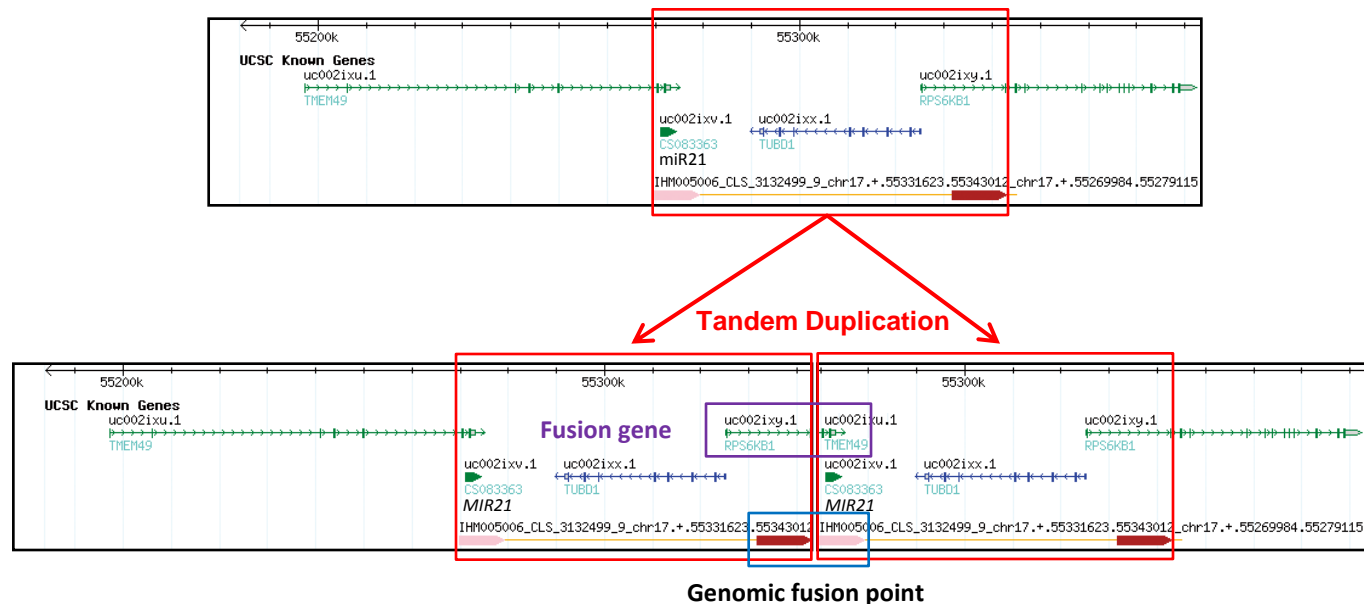 55200k 55300k
UCSC Known Genes
uc002ixu.1 uc002ixy.1
TMEM49 RPS6KB1
uc002ixv.1 uc002ixx.1
CS083363 TUBD1
miR21
IHM005006_CLS_3132499_9_chr17.+.55331623.55343012_chr17.+.55269984.55279115
Tandem Duplication
55200k 55300k 55300k
UCSC Known Genes
uc002ixu.1 Fusion gene uc002ixy.1 uc002ixu.1 uc002ixy.1
TMEM49 RPS6KB1 TMEM49 RPS6KB1
uc002ixv.1 uc002ixx.1 uc002ixv.1 uc002ixx.1
CS083363 TUBD1 CS083363 TUBD1
MIR21 MIR21
IHM005006_CLS_3132499_9_chr17.+.55331623.55343012 IHM005006_CLS_3132499_9_chr17.+.55331623.55343012_chr17.+.55269984.55279115
Genomic fusion point